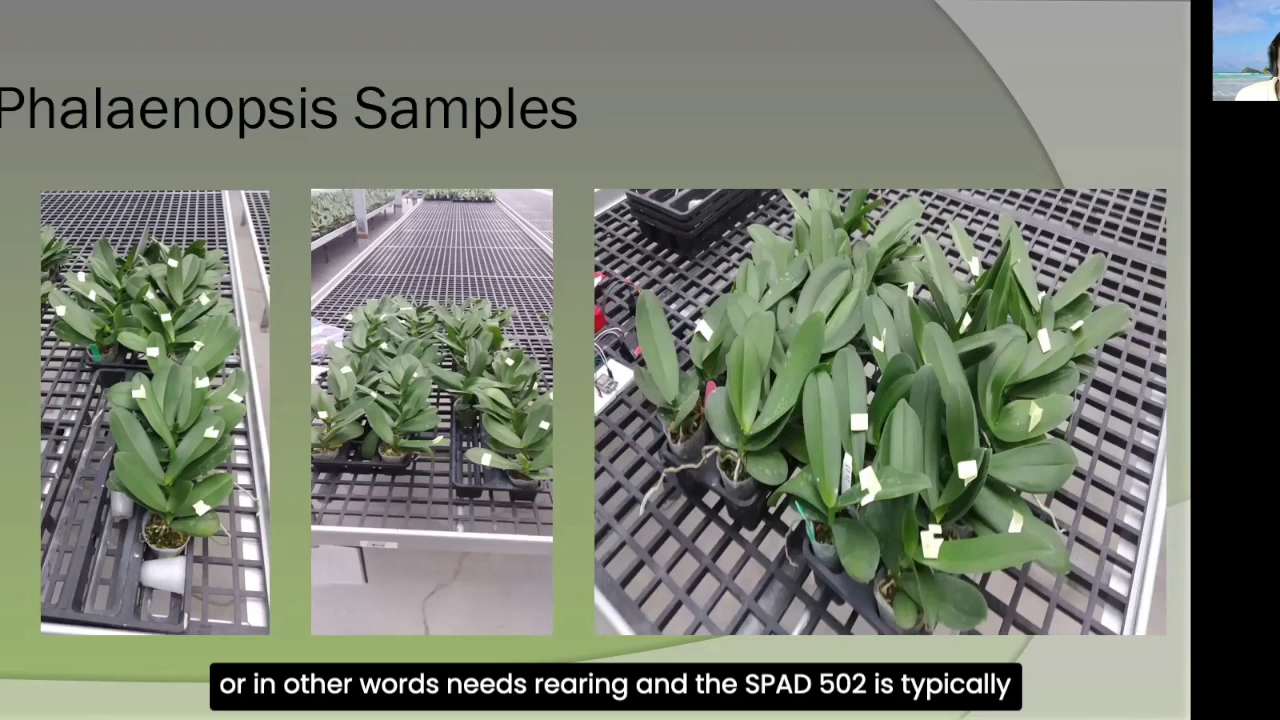 Phalaenopsis Samples
or in other words needs rearing and the SPAD 502 is typically